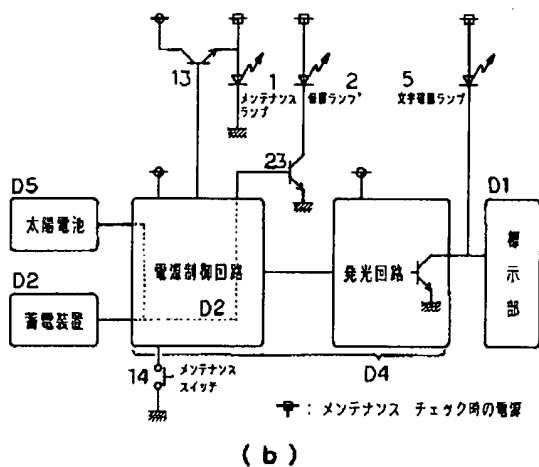 13
1
メンテナンス
ランプ
2
5
文字確認ランプ
23
D5
太陽電池
D2
蓄電装置
電源制御回路
D2
発光回路
D1
標示部
14
メンテナンス
スイッチ
D4
: メンテナンス チェック時の電源
(b)